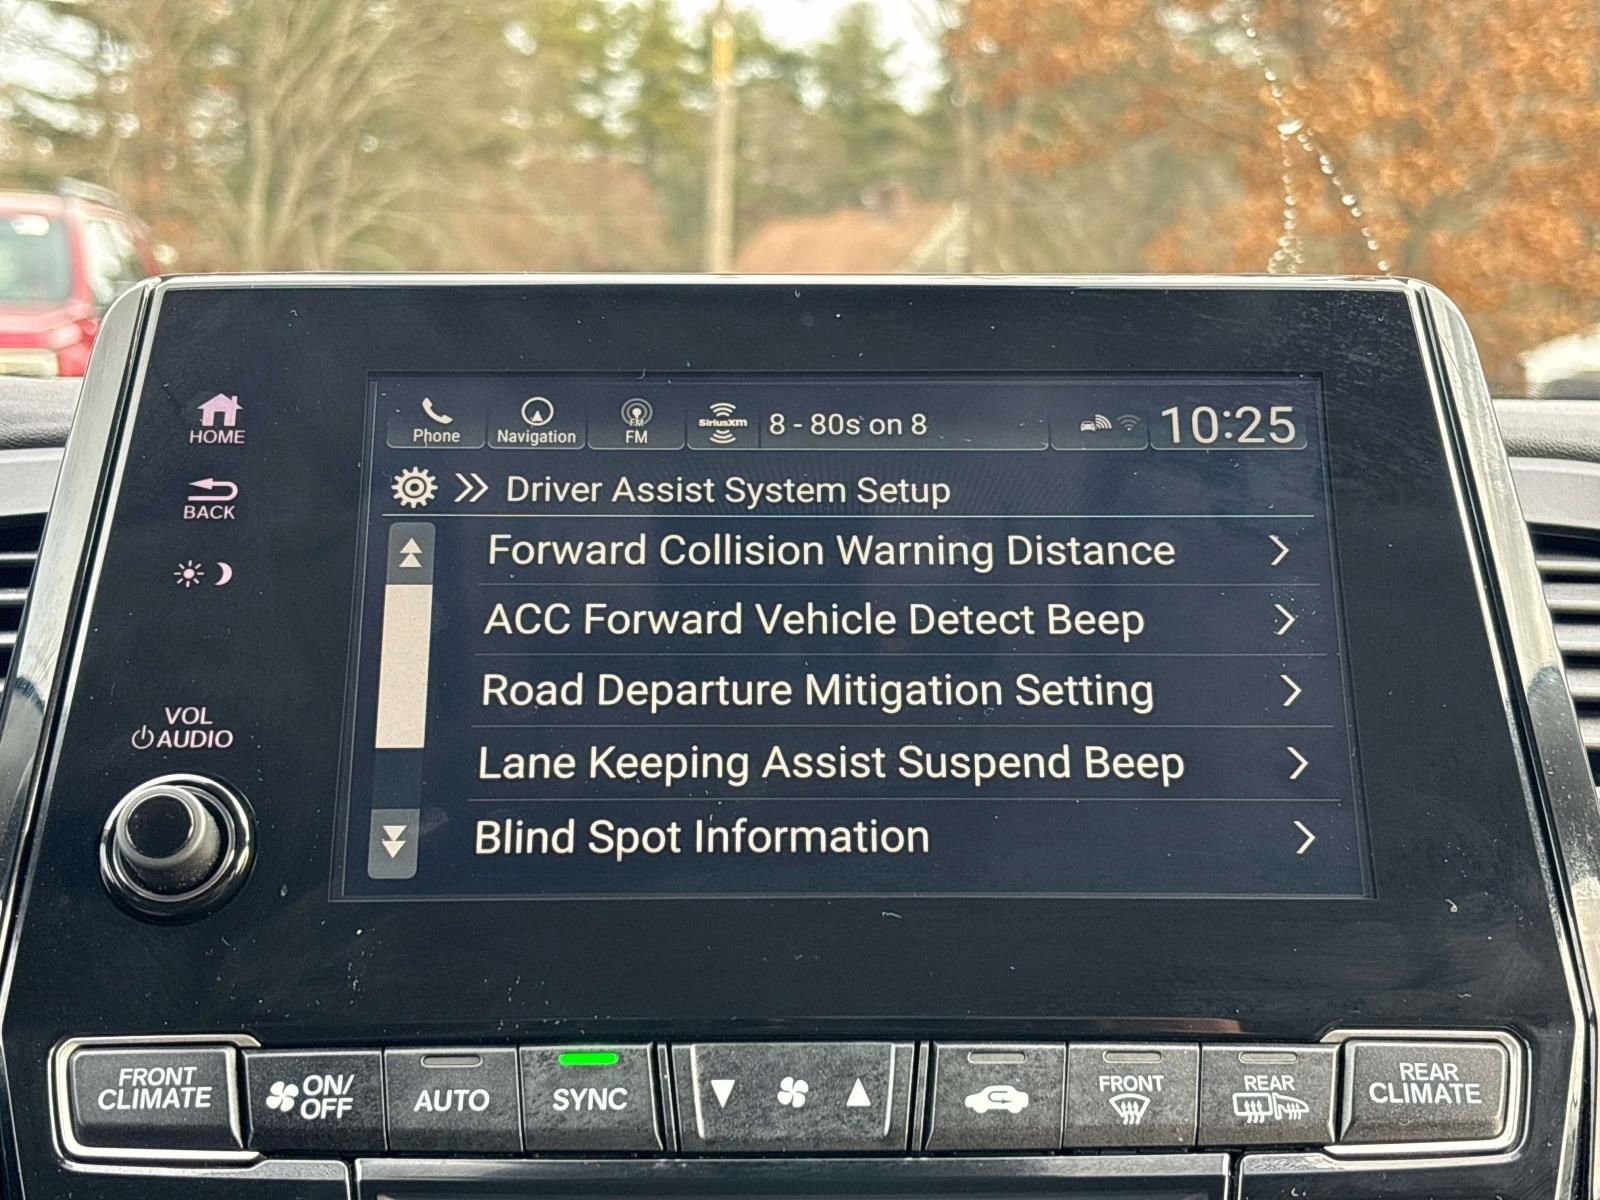 HOME
BACK
VOL
AUDIO
Phone
Navigation
FM
FM
SiriusXM
8 - 80s on 8
10:25
Driver Assist System Setup
Forward Collision Warning Distance
ACC Forward Vehicle Detect Beep
Road Departure Mitigation Setting
Lane Keeping Assist Suspend Beep
Blind Spot Information
FRONT
CLIMATE
ON/
OFF
AUTO
SYNC
FRONT
REAR
REAR
CLIMATE